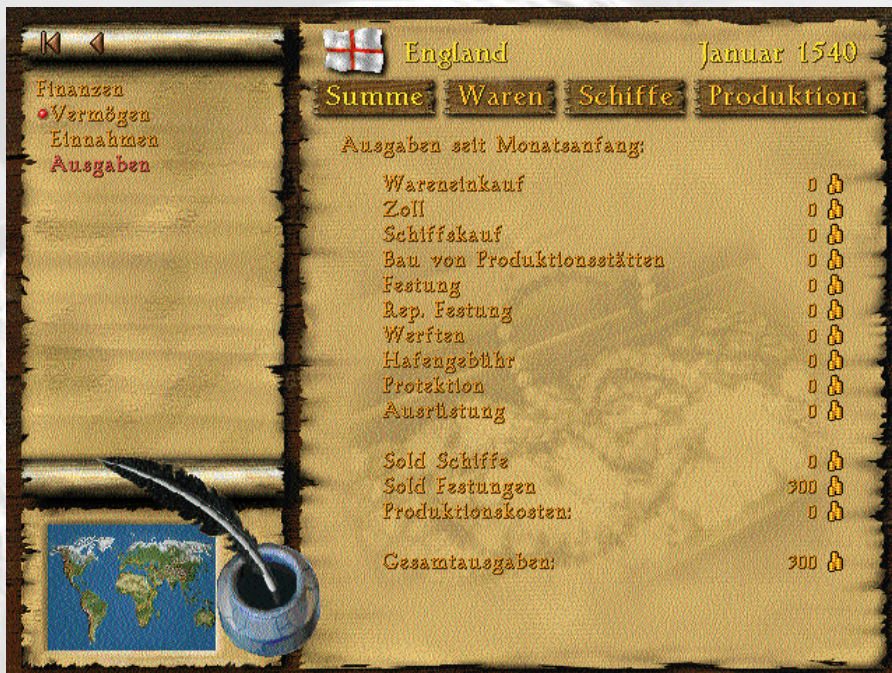 England Januar 1540
Finanzen
Vermögen
Einnahmen
Ausgaben
Summe Waren Schiffe Produktion
Ausgaben seit Monatsanfang:
Wareneinkauf 0
Zoll 0
Schiffskauf 0
Bau von Produktionsstätten 0
Festung 0
Rep. Festung 0
Werften 0
Hafengebühr 0
Protektion 0
Ausrüstung 0
Sold Schiffe 0
Sold Festungen 300
Produktionskosten: 0
Gesamtausgaben: 300